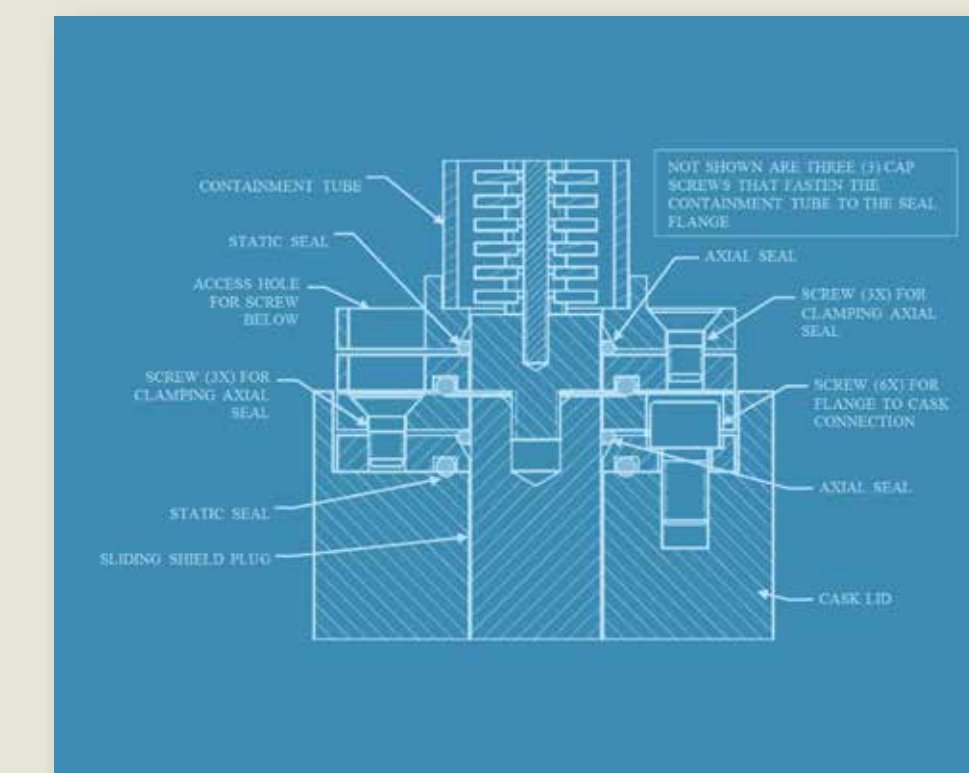 CONTAINMENT TUBE
STATIC SEAL
ACCESS HOLE
FOR SCREW
BELOW
SCREW (3X) FOR
CLAMPING AXIAL
SEAL
STATIC SEAL
SLIDING SHIELD PLUG
NOT SHOWN ARE THREE (3) CAP
SCREWS THAT FASTEN THE
CONTAINMENT TUBE TO THE SEAL
FLANGE
AXIAL SEAL
SCREW (3X) FOR
CLAMPING AXIAL
SEAL
SCREW (6X) FOR
FLANGE TO CASK
CONNECTION
AXIAL SEAL
CASK LID